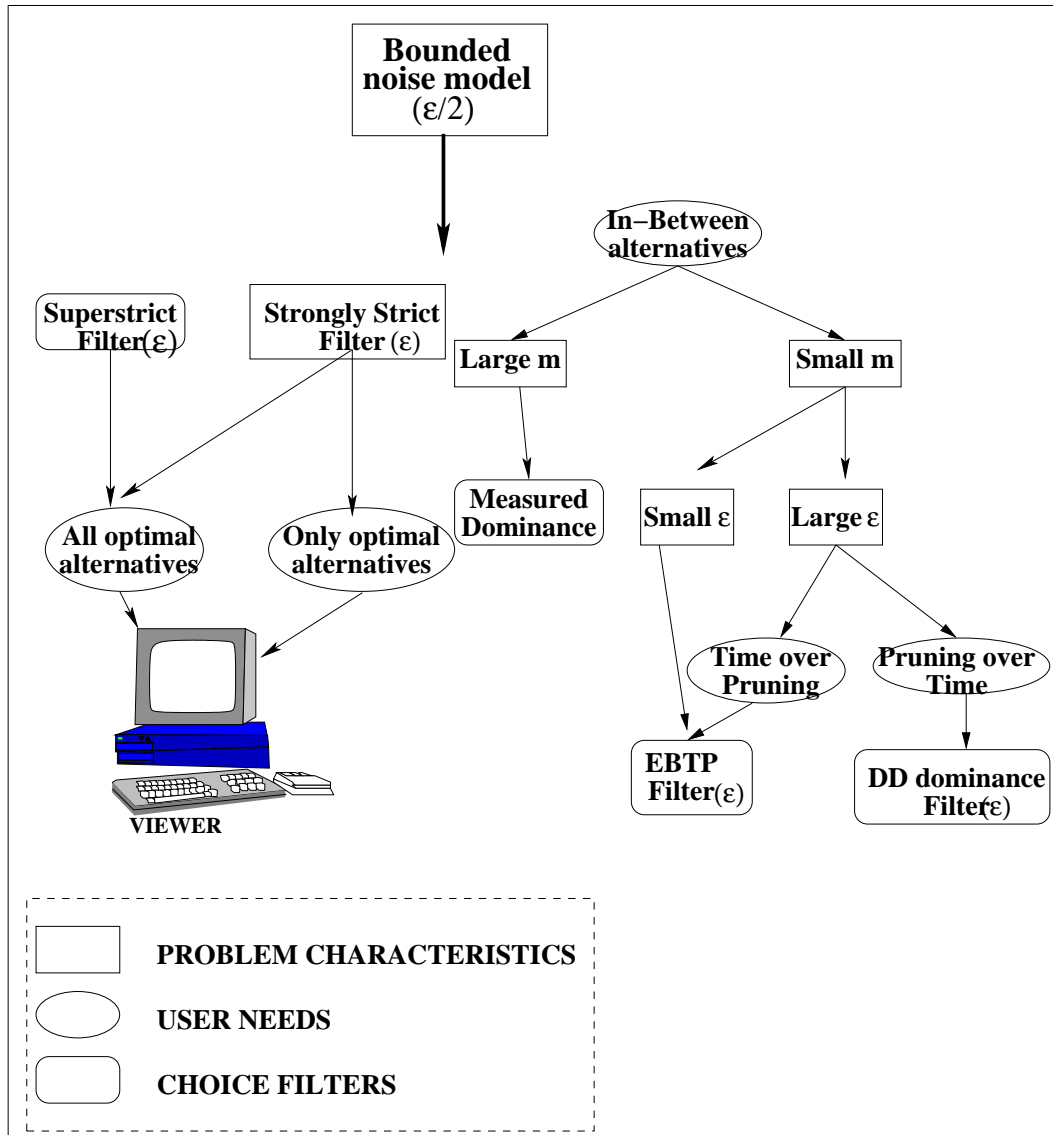 Bounded
noise model
(ε/2)
In–Between
alternatives
Superstrict
Filter(ε)
Strongly Strict
Filter (ε)
Large m
Small m
Measured
Dominance
Small ε
Large ε
All optimal
alternatives
Only optimal
alternatives
Time over
Pruning
Pruning over
Time
EBTP
Filter(ε)
DD dominance
Filter(ε)
VIEWER
PROBLEM CHARACTERISTICS
USER NEEDS
CHOICE FILTERS